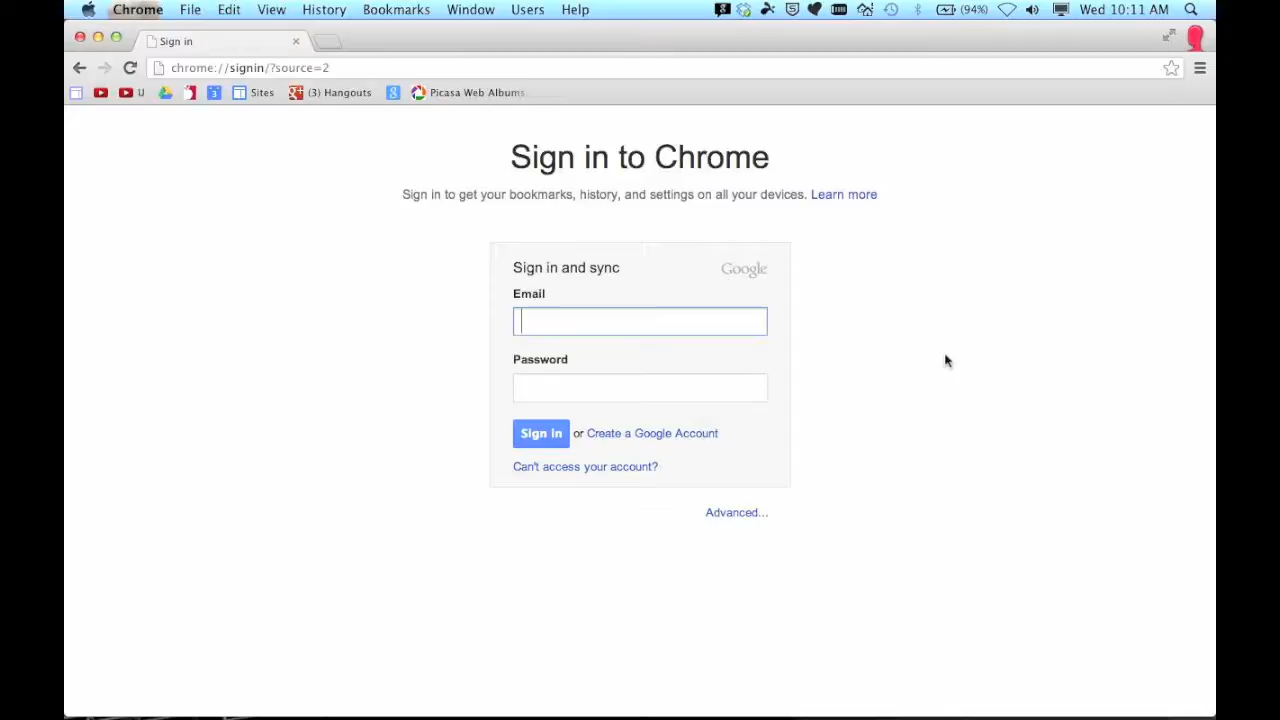 Chrome File Edit View History Bookmarks Window Users Help (94%) Wed 10:11 AM
Sign in
chrome://signin/?source=2
U 3 Sites (3) Hangouts 8 Picasa Web Albums
Sign in to Chrome
Sign in to get your bookmarks, history, and settings on all your devices. Learn more
Sign in and sync Google
Email
Password
Sign in or Create a Google Account
Can't access your account?
Advanced...